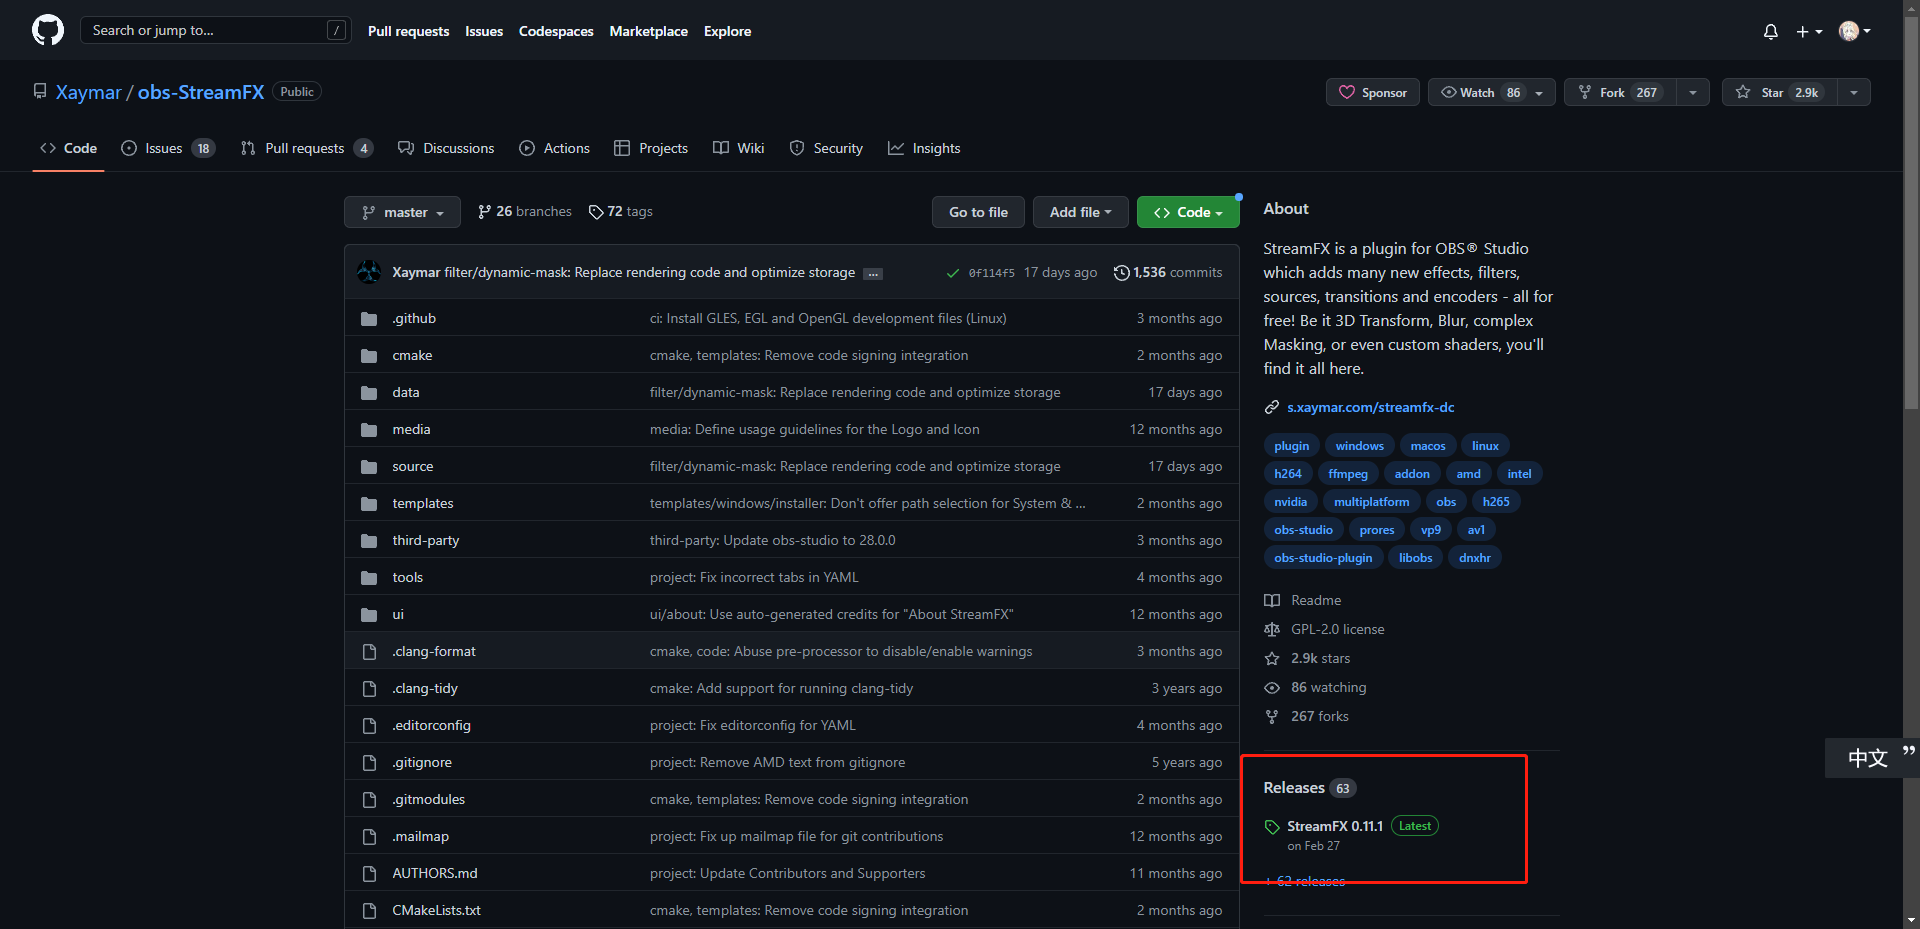 Search or jump to... /
Pull requests Issues Codespaces Marketplace Explore
Xaymar / obs-StreamFX Public
Sponsor Watch 86 Fork 267 Star 2.9k
Code Issues 18 Pull requests 4 Discussions Actions Projects Wiki Security Insights
master 26 branches 72 tags Go to file Add file Code
Xaymar filter/dynamic-mask: Replace rendering code and optimize storage ... 0f114f5 17 days ago 1,536 commits
.github ci: Install GLES, EGL and OpenGL development files (Linux) 3 months ago
cmake cmake, templates: Remove code signing integration 2 months ago
data filter/dynamic-mask: Replace rendering code and optimize storage 17 days ago
media media: Define usage guidelines for the Logo and Icon 12 months ago
source filter/dynamic-mask: Replace rendering code and optimize storage 17 days ago
templates templates/windows/installer: Don't offer path selection for System & ... 2 months ago
third-party third-party: Update obs-studio to 28.0.0 3 months ago
tools project: Fix incorrect tabs in YAML 4 months ago
ui ui/about: Use auto-generated credits for "About StreamFX" 12 months ago
.clang-format cmake, code: Abuse pre-processor to disable/enable warnings 3 months ago
.clang-tidy cmake: Add support for running clang-tidy 3 years ago
.editorconfig project: Fix editorconfig for YAML 4 months ago
.gitignore project: Remove AMD text from gitignore 5 years ago
.gitmodules cmake, templates: Remove code signing integration 2 months ago
.mailmap project: Fix up mailmap file for git contributions 12 months ago
AUTHORS.md project: Update Contributors and Supporters 11 months ago
CMakeLists.txt cmake, templates: Remove code signing integration 2 months ago
About
StreamFX is a plugin for OBS® Studio
which adds many new effects, filters,
sources, transitions and encoders - all for
free! Be it 3D Transform, Blur, complex
Masking, or even custom shaders, you'll
find it all here.
s.xaymar.com/streamfx-dc
plugin windows macos linux
h264 ffmpeg addon amd intel
nvidia multiplatform obs h265
obs-studio prores vp9 av1
obs-studio-plugin libobs dnxhr
Readme
GPL-2.0 license
2.9k stars
86 watching
267 forks
Releases 63
StreamFX 0.11.1 Latest
on Feb 27
+ 62 releases
中文 ”